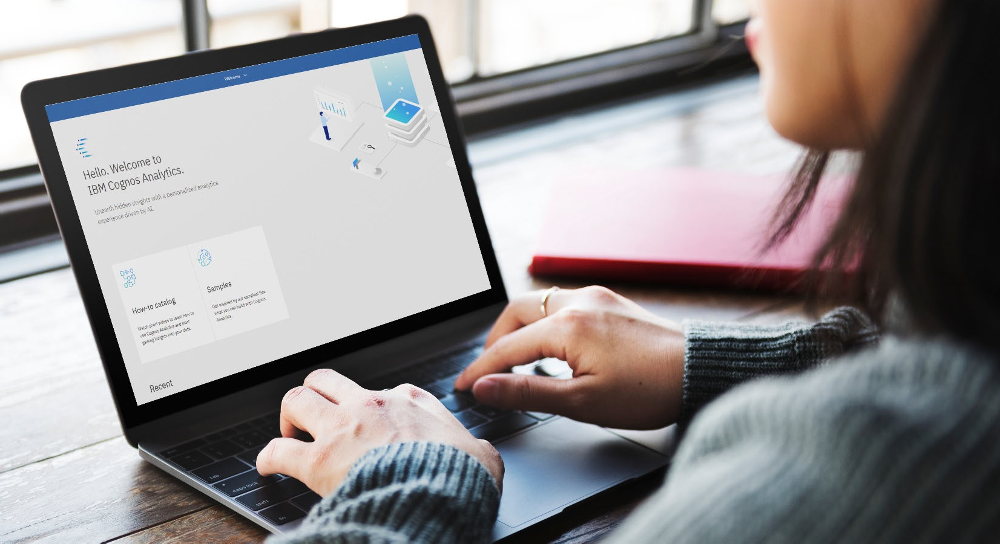 Welcome
Hello. Welcome to
IBM Cognos Analytics.
Unearth hidden insights with a personalized analytics
experience driven by AI.
How-to catalog
Watch short videos to learn how to
use Cognos Analytics and start
gaining insights into your data.
Samples
Get inspired by our samples! See
what you can build with Cognos
Analytics.
Recent
tab
caps lock
shift
fn